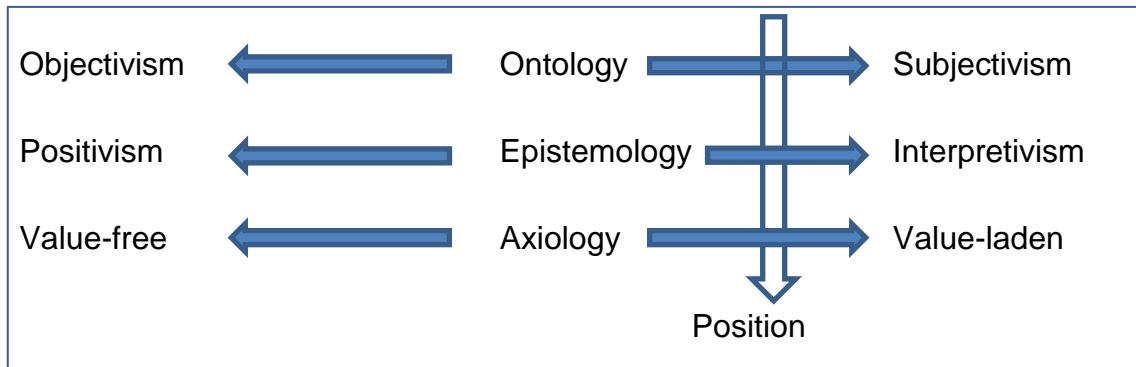 Objectivism Ontology Subjectivism
Positivism Epistemology Interpretivism
Value-free Axiology Value-laden
Position